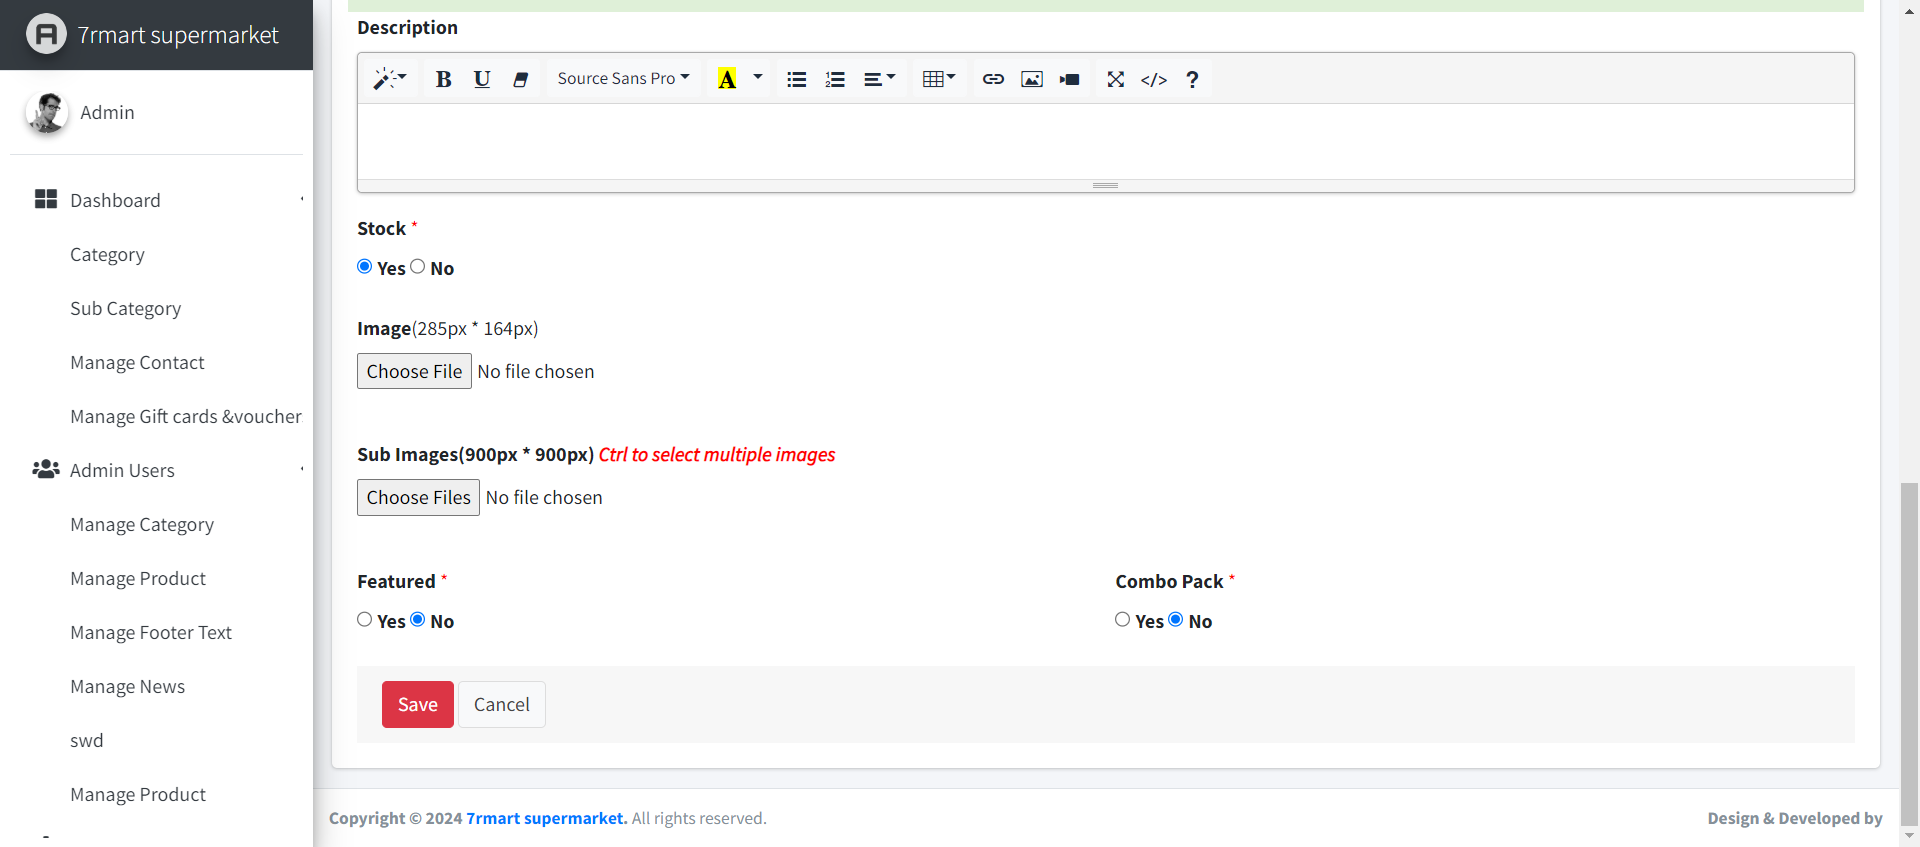 7rmart supermarket
Admin
Dashboard
Category
Sub Category
Manage Contact
Manage Gift cards &voucher
Admin Users
Manage Category
Manage Product
Manage Footer Text
Manage News
swd
Manage Product
Description
B U Source Sans Pro A </> ?
Stock *
Yes No
Image(285px * 164px)
Choose File No file chosen
Sub Images(900px * 900px) Ctrl to select multiple images
Choose Files No file chosen
Featured * Combo Pack *
Yes No Yes No
Save Cancel
Copyright © 2024 7rmart supermarket. All rights reserved. Design & Developed by